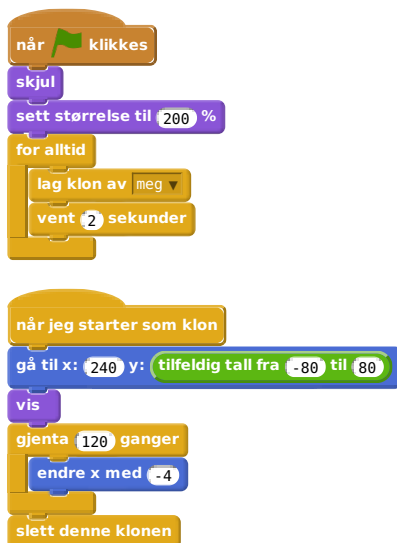 når klikkes
skjul
sett størrelse til 200 %
for alltid
lag klon av meg
vent 2 sekunder
når jeg starter som klon
gå til x: 240 y: tilfeldig tall fra -80 til 80
vis
gjenta 120 ganger
endre x med -4
slett denne klonen